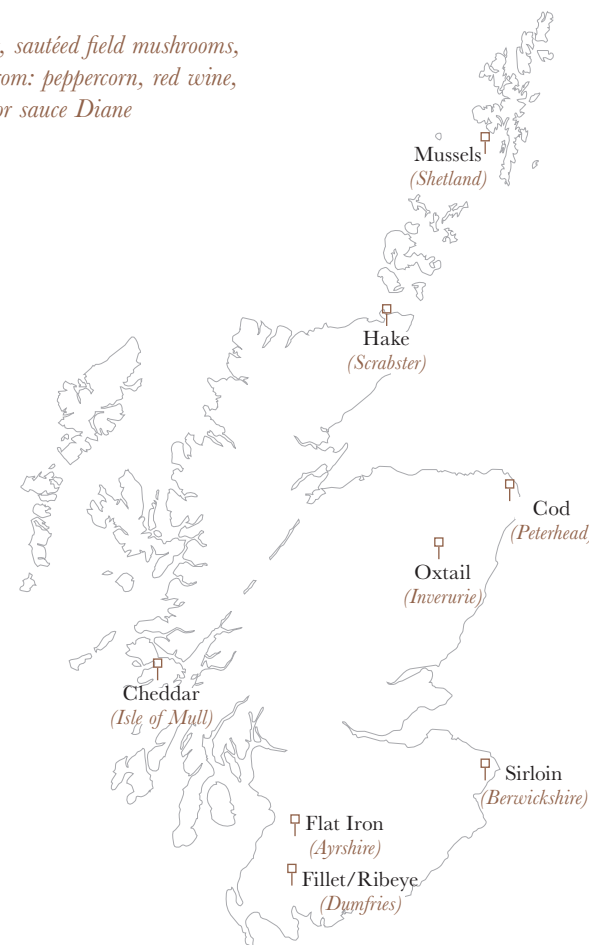 , sautéed field mushrooms,
rom: peppercorn, red wine,
or sauce Diane
Mussels
(Shetland)
Hake
(Scrabster)
Cod
(Peterhead
Oxtail
(Inverurie)
Cheddar
(Isle of Mull)
Sirloin
(Berwickshire)
Flat Iron
(Ayrshire)
Fillet/Ribeye
(Dumfries)